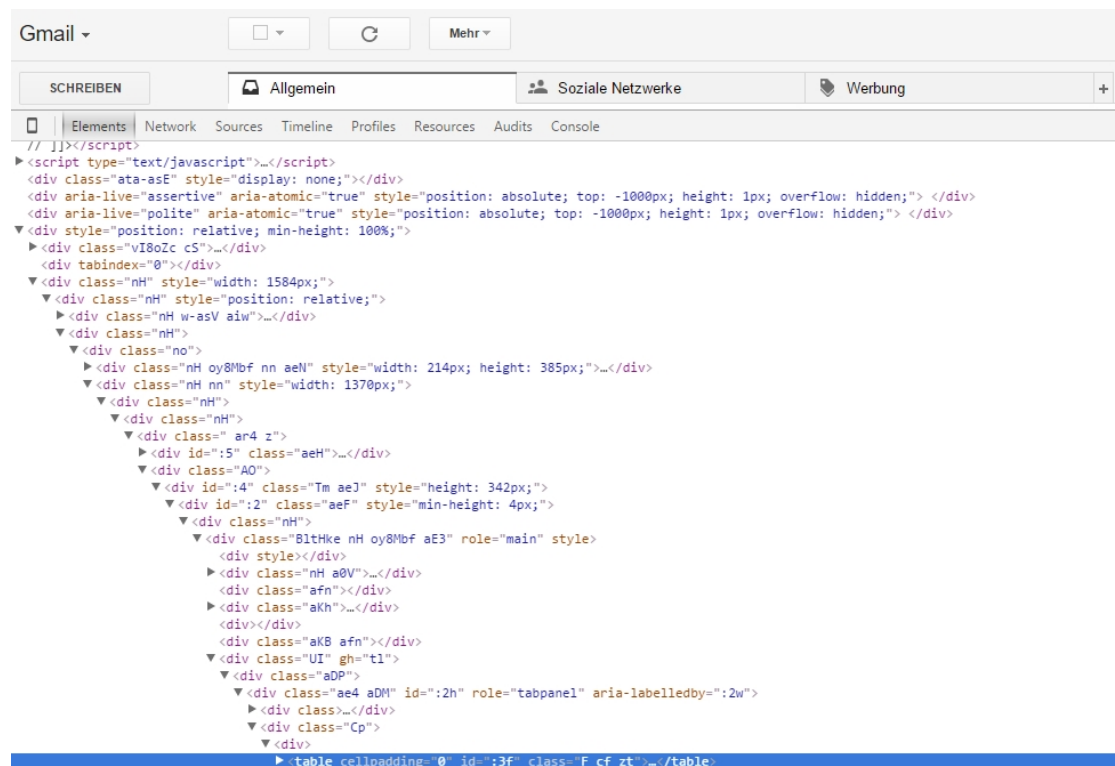 Gmail
Mehr
SCHREIBEN
Allgemein
Soziale Netzwerke
Werbung
+
Elements Network Sources Timeline Profiles Resources Audits Console
// ]]></script>
<script type="text/javascript">…</script>
<div class="ata-asE" style="display: none;"></div>
<div aria-live="assertive" aria-atomic="true" style="position: absolute; top: -1000px; height: 1px; overflow: hidden;"> </div>
<div aria-live="polite" aria-atomic="true" style="position: absolute; top: -1000px; height: 1px; overflow: hidden;"> </div>
<div style="position: relative; min-height: 100%;">
<div class="vI8oZc cS">…</div>
<div tabindex="0"></div>
<div class="nH" style="width: 1584px;">
<div class="nH" style="position: relative;">
<div class="nH w-asV aiw">…</div>
<div class="nH">
<div class="no">
<div class="nH oy8Mbf nn aeN" style="width: 214px; height: 385px;">…</div>
<div class="nH nn" style="width: 1370px;">
<div class="nH">
<div class="nH">
<div class=" ar4 z">
<div id=":5" class="aeH">…</div>
<div class="AO">
<div id=":4" class="Tm aeJ" style="height: 342px;">
<div id=":2" class="aeF" style="min-height: 4px;">
<div class="nH">
<div class="BltHke nH oy8Mbf aE3" role="main" style>
<div style></div>
<div class="nH a0V">…</div>
<div class="afn"></div>
<div class="aKh">…</div>
<div></div>
<div class="aKB afn"></div>
<div class="UI" gh="tl">
<div class="aDP">
<div class="ae4 aDM" id=":2h" role="tabpanel" aria-labelledby=":2w">
<div class>…</div>
<div class="Cp">
<div>
<table cellpadding="0" id=":3f" class="F cf zt">…</table>